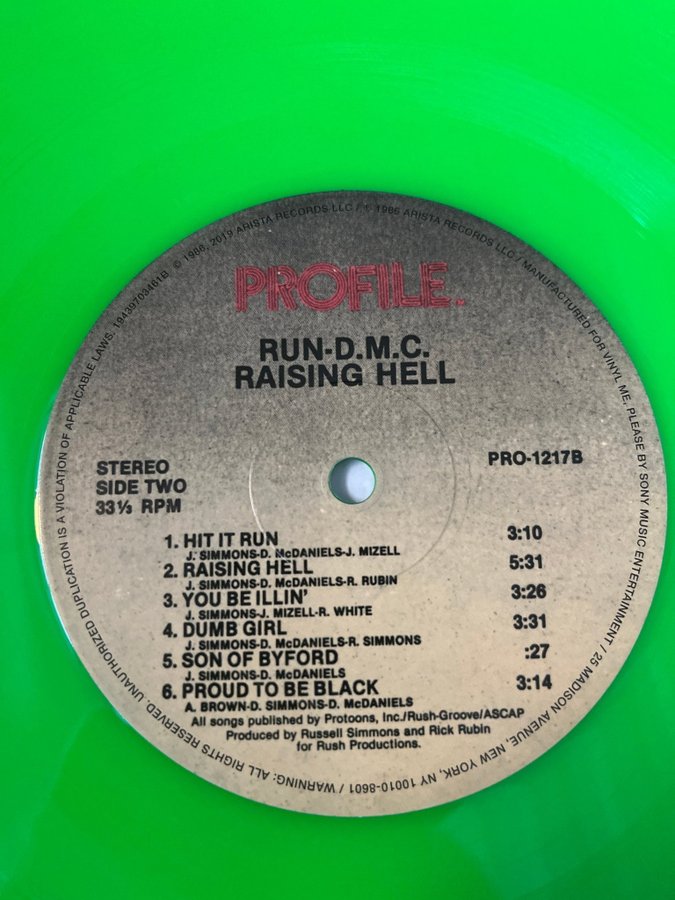 PROFILE.
RUN-D.M.C.
RAISING HELL
STEREO
SIDE TWO
33⅓ RPM
PRO-1217B
1. HIT IT RUN 3:10
J. SIMMONS-D. McDANIELS-J. MIZELL
2. RAISING HELL 5:31
J. SIMMONS-D. McDANIELS-R. RUBIN
3. YOU BE ILLIN' 3:26
J. SIMMONS-J. MIZELL-R. WHITE
4. DUMB GIRL 3:31
J. SIMMONS-D. McDANIELS-R. SIMMONS
5. SON OF BYFORD :27
J. SIMMONS-D. McDANIELS
6. PROUD TO BE BLACK 3:14
A. BROWN-D. SIMMONS-D. McDANIELS
All songs published by Protoons, Inc./Rush-Groove/ASCAP
Produced by Russell Simmons and Rick Rubin
for Rush Productions.
© 1986, 2019 ARISTA RECORDS LLC / ℗ 1986 ARISTA RECORDS LLC / MANUFACTURED FOR VINYL ME, PLEASE BY SONY MUSIC ENTERTAINMENT / 25 MADISON AVENUE, NEW YORK, NY 10010-8601 / WARNING: ALL RIGHTS RESERVED. UNAUTHORIZED DUPLICATION IS A VIOLATION OF APPLICABLE LAWS. 19439703461B